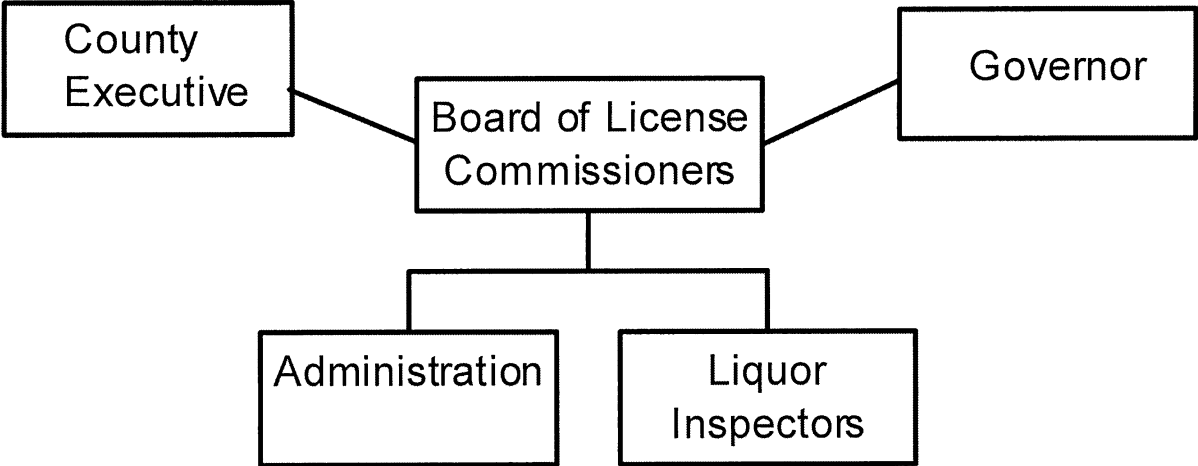 County
Executive
Governor
Board of License
Commissioners
Administration
Liquor
Inspectors